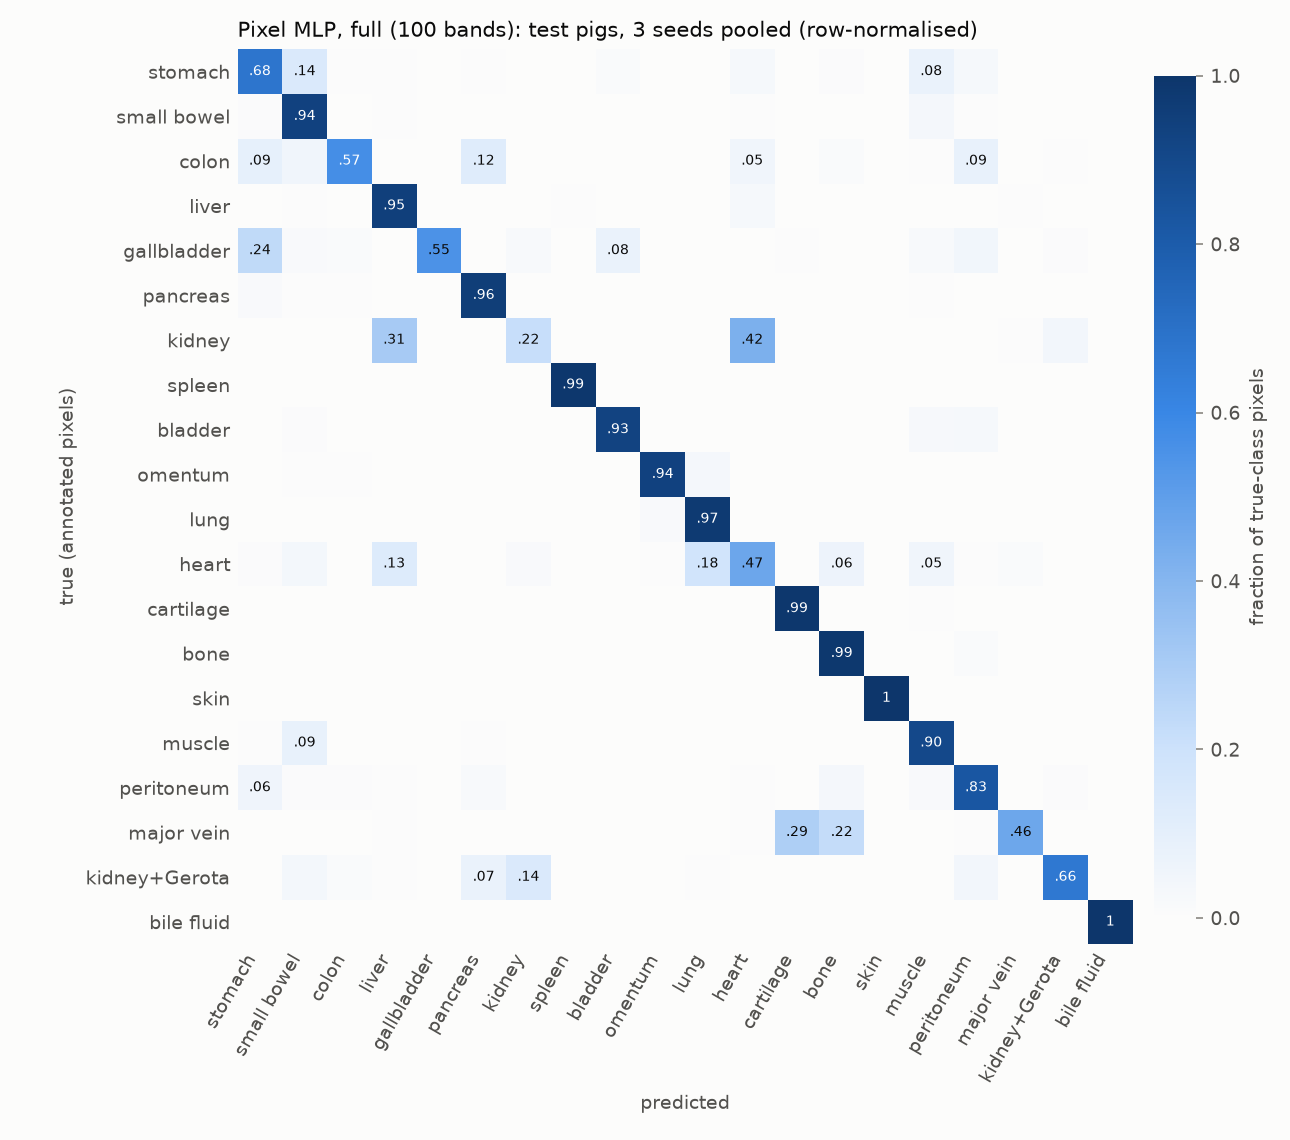 Pixel MLP, full (100 bands): test pigs, 3 seeds pooled (row-normalised)
stomach .68 .14 .08
small bowel .94
colon .09 .57 .12 .05 .09
liver .95
gallbladder .24 .55 .08
pancreas .96
kidney .31 .22 .42
spleen .99
bladder .93
omentum .94
lung .97
heart .13 .18 .47 .06 .05
cartilage .99
bone .99
skin 1
muscle .09 .90
peritoneum .06 .83
major vein .29 .22 .46
kidney+Gerota .07 .14 .66
bile fluid 1
true (annotated pixels)
stomach
small bowel
colon
liver
gallbladder
pancreas
kidney
spleen
bladder
omentum
lung
heart
cartilage
bone
skin
muscle
peritoneum
major vein
kidney+Gerota
bile fluid
predicted
1.0
0.8
0.6
0.4
0.2
0.0
fraction of true-class pixels